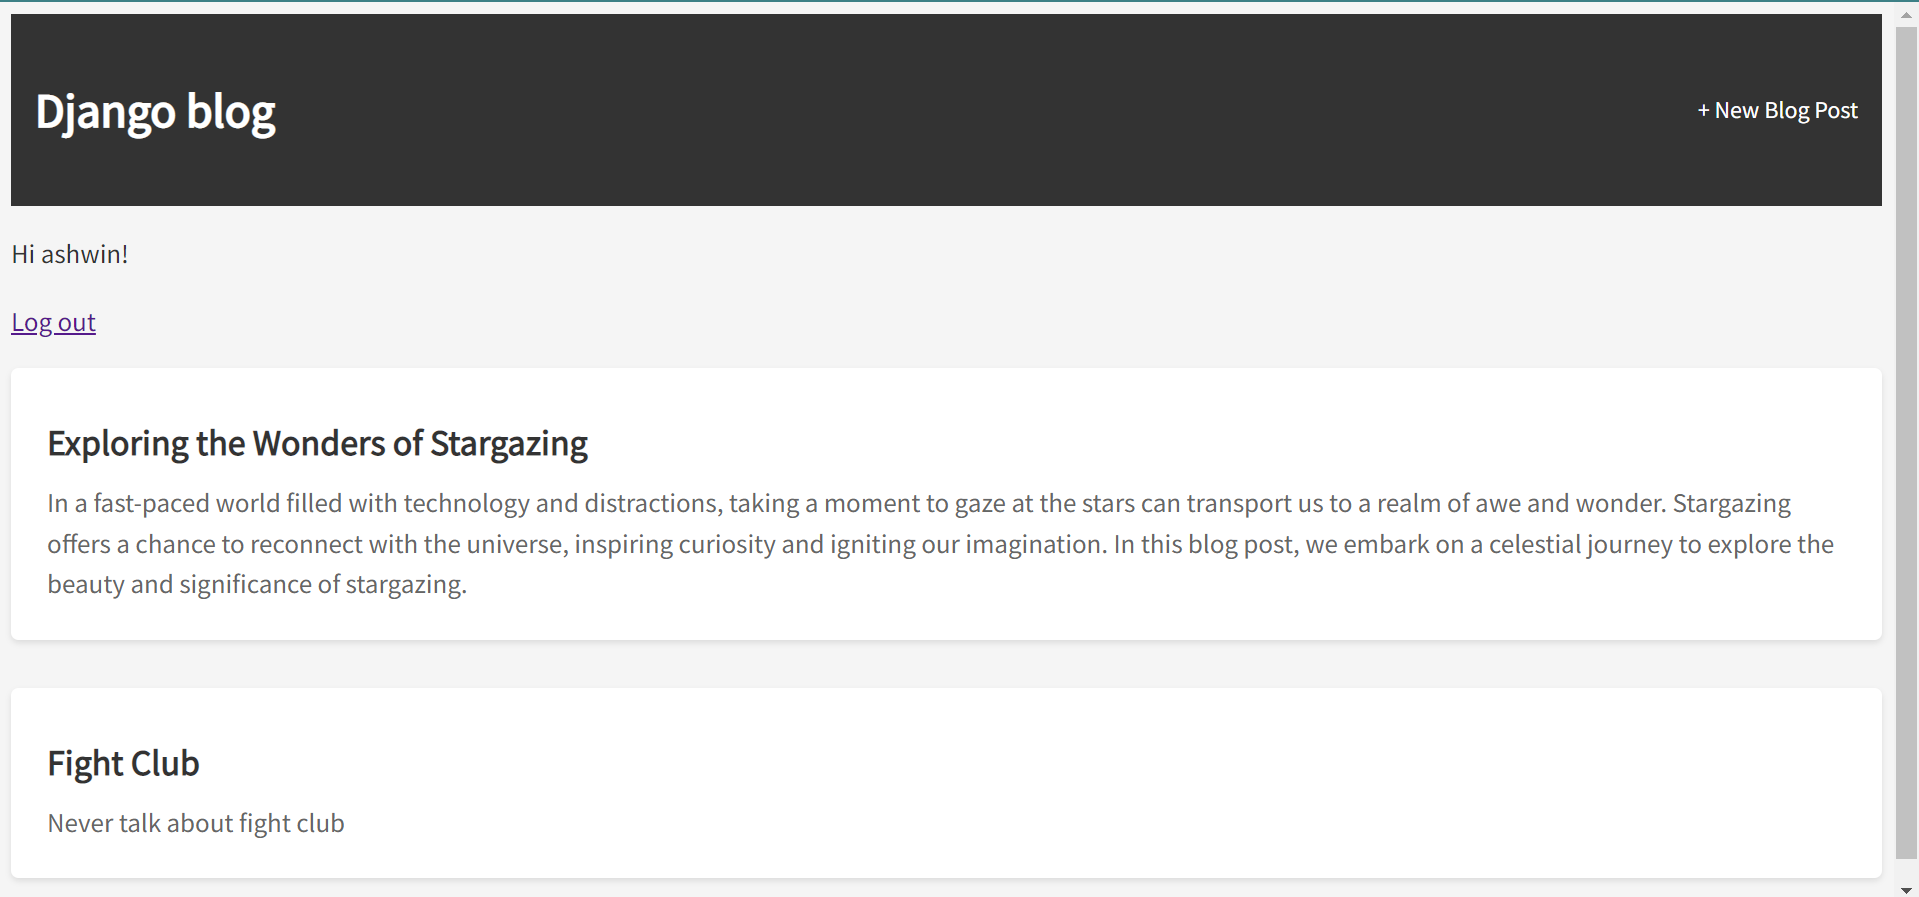 Django blog
+ New Blog Post
Hi ashwin!
Log out
Exploring the Wonders of Stargazing
In a fast-paced world filled with technology and distractions, taking a moment to gaze at the stars can transport us to a realm of awe and wonder. Stargazing
offers a chance to reconnect with the universe, inspiring curiosity and igniting our imagination. In this blog post, we embark on a celestial journey to explore the
beauty and significance of stargazing.
Fight Club
Never talk about fight club